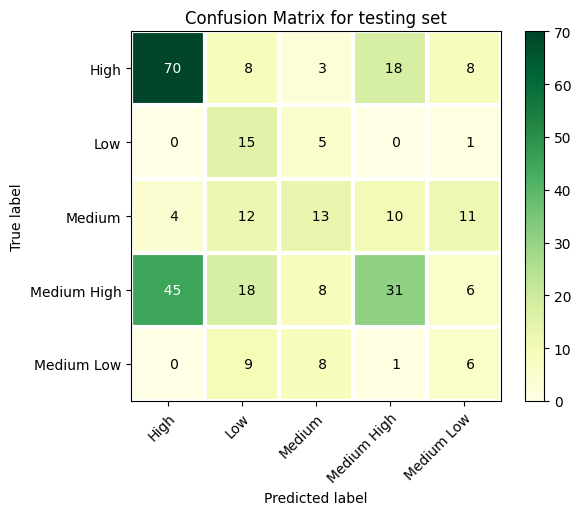 Confusion Matrix for testing set
True label
High 70 8 3 18 8
Low 0 15 5 0 1
Medium 4 12 13 10 11
Medium High 45 18 8 31 6
Medium Low 0 9 8 1 6
High Low Medium Medium High Medium Low
Predicted label
70
60
50
40
30
20
10
0